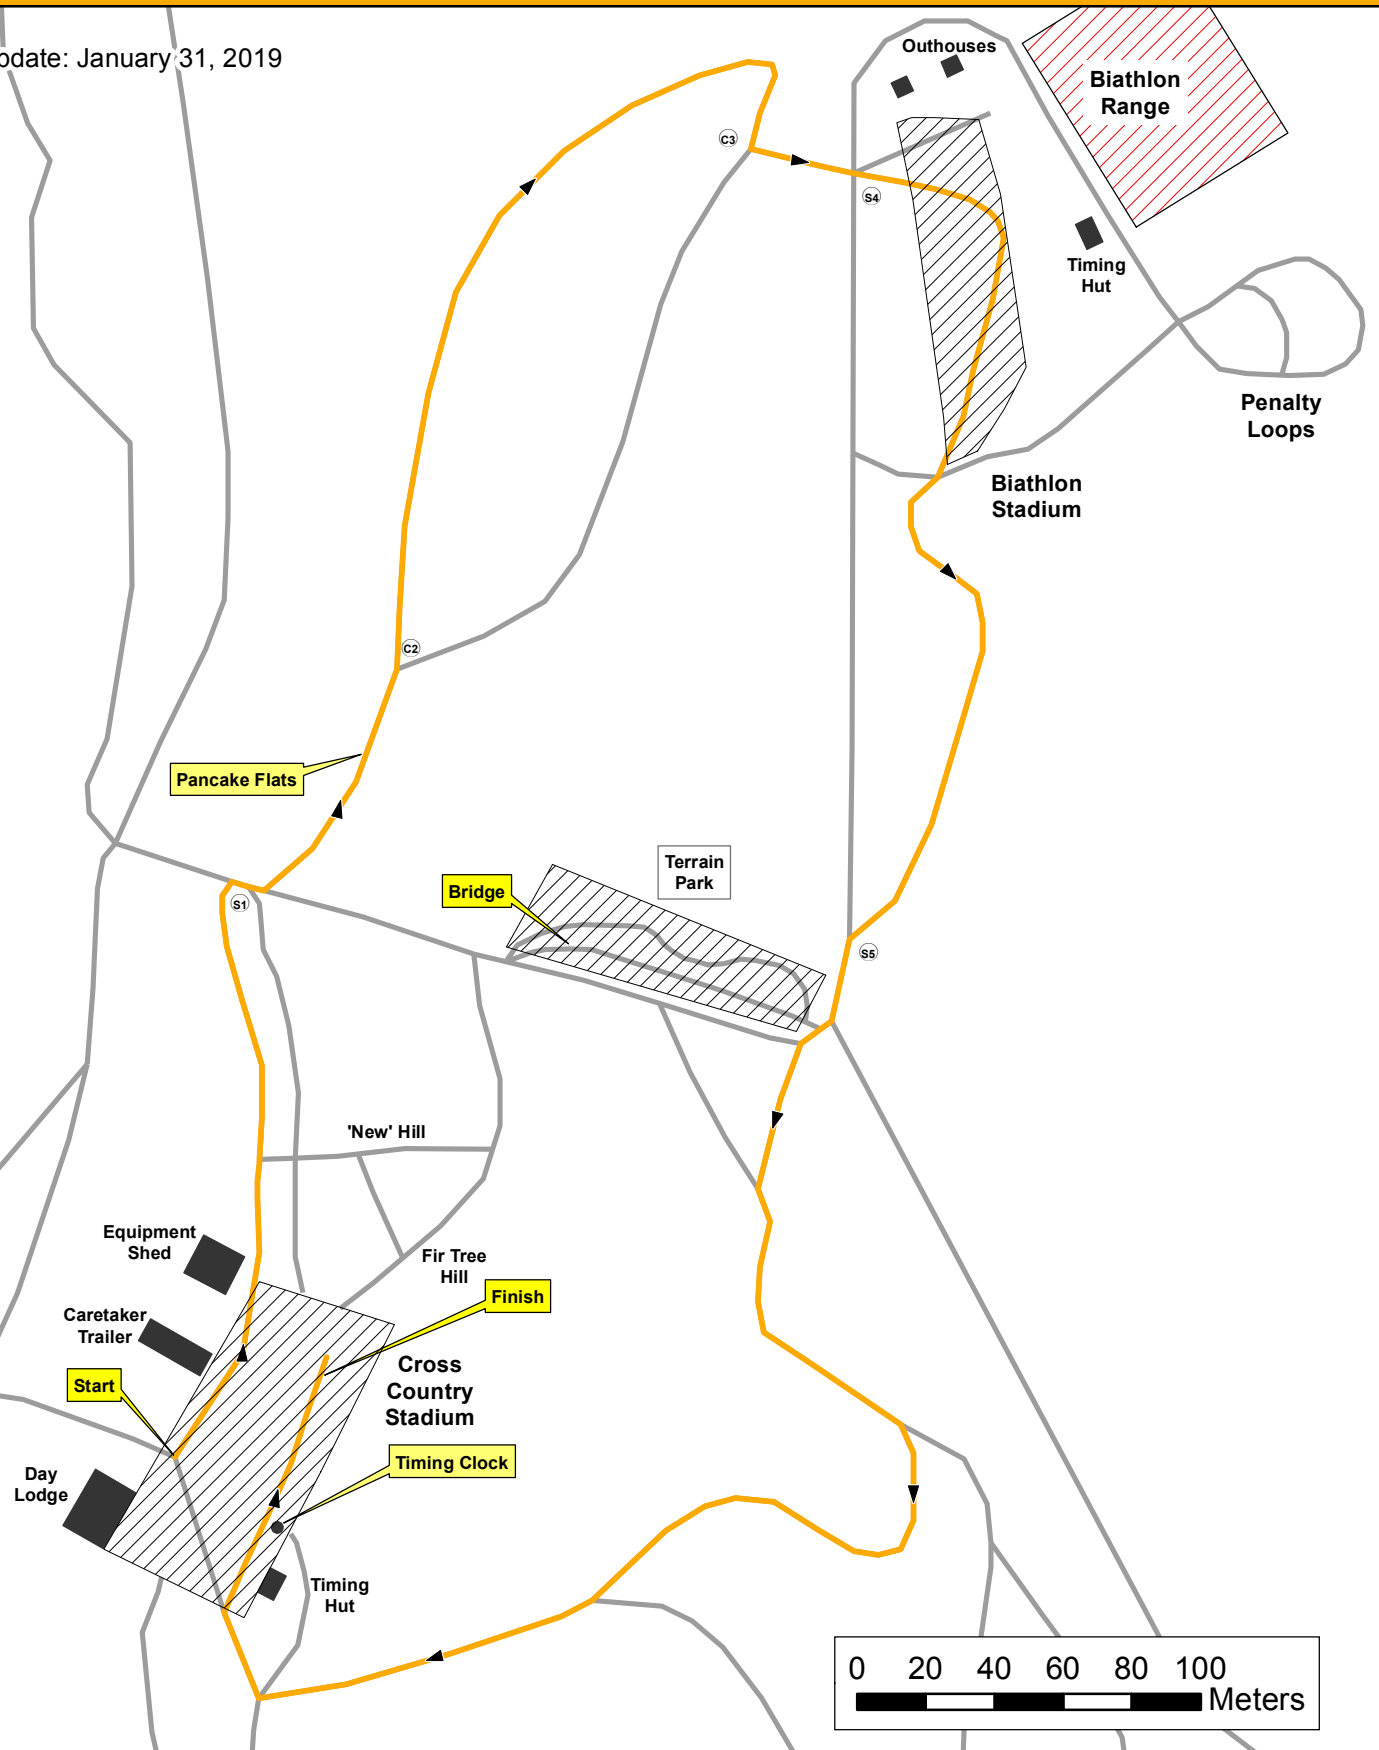 pdate: January 31, 2019
Outhouses
Biathlon
Range
C3
S4
Timing
Hut
Penalty
Loops
Biathlon
Stadium
C2
Pancake Flats
Terrain
Park
Bridge
S1
S5
'New' Hill
Equipment
Shed
Fir Tree
Hill
Finish
Caretaker
Trailer
Cross
Country
Stadium
Start
Timing Clock
Day
Lodge
Timing
Hut
0 20 40 60 80 100
Meters